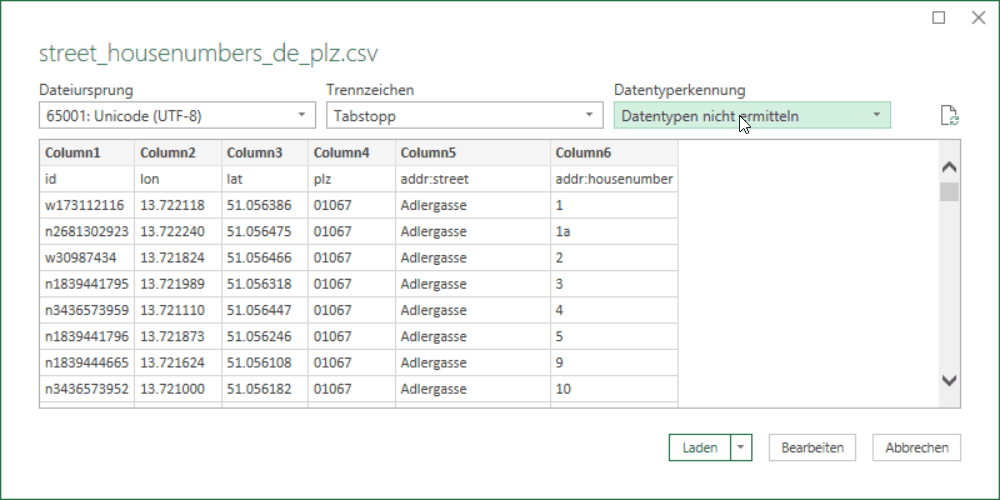 street_housenumbers_de_plz.csv
Dateiursprung Trennzeichen Datentyperkennung
65001: Unicode (UTF-8) Tabstopp Datentypen nicht ermitteln
Column1 Column2 Column3 Column4 Column5 Column6
id lon lat plz addr:street addr:housenumber
w173112116 13.722118 51.056386 01067 Adlergasse 1
n2681302923 13.722240 51.056475 01067 Adlergasse 1a
w30987434 13.721824 51.056466 01067 Adlergasse 2
n1839441795 13.721989 51.056318 01067 Adlergasse 3
n3436573959 13.721110 51.056447 01067 Adlergasse 4
n1839441796 13.721873 51.056246 01067 Adlergasse 5
n1839444665 13.721624 51.056108 01067 Adlergasse 9
n3436573952 13.721000 51.056182 01067 Adlergasse 10
Laden Bearbeiten Abbrechen